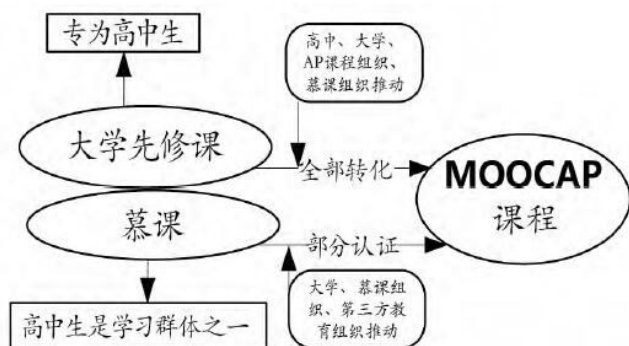 专为高中生
高中、大学、
AP课程组织、
慕课组织推动
大学先修课
全部转化
MOOCAP
课程
慕课
部分认证
大学、慕课组
织、第三方教
育组织推动
高中生是学习群体之一